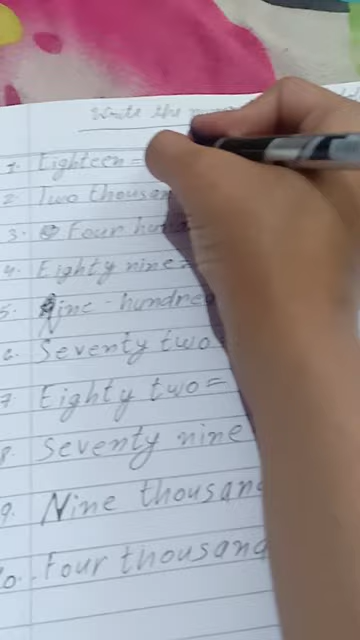 Write the
1. Eighteen =
2. Two thousan
3. Four hun
4. Eighty nine =
5. Nine - hundred
6. Seventy two
7. Eighty two =
8. Seventy nine
9. Nine thousand
10. Four thousand